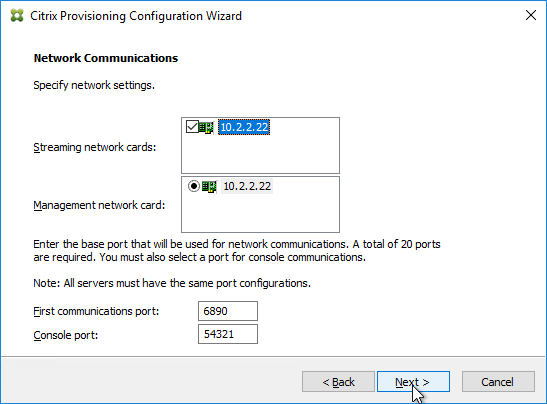 Citrix Provisioning Configuration Wizard
Network Communications
Specify network settings.
Streaming network cards:
10.2.2.22
Management network card:
10.2.2.22
Enter the base port that will be used for network communications. A total of 20 ports
are required. You must also select a port for console communications.
Note: All servers must have the same port configurations.
First communications port: 6890
Console port: 54321
< Back Next > Cancel